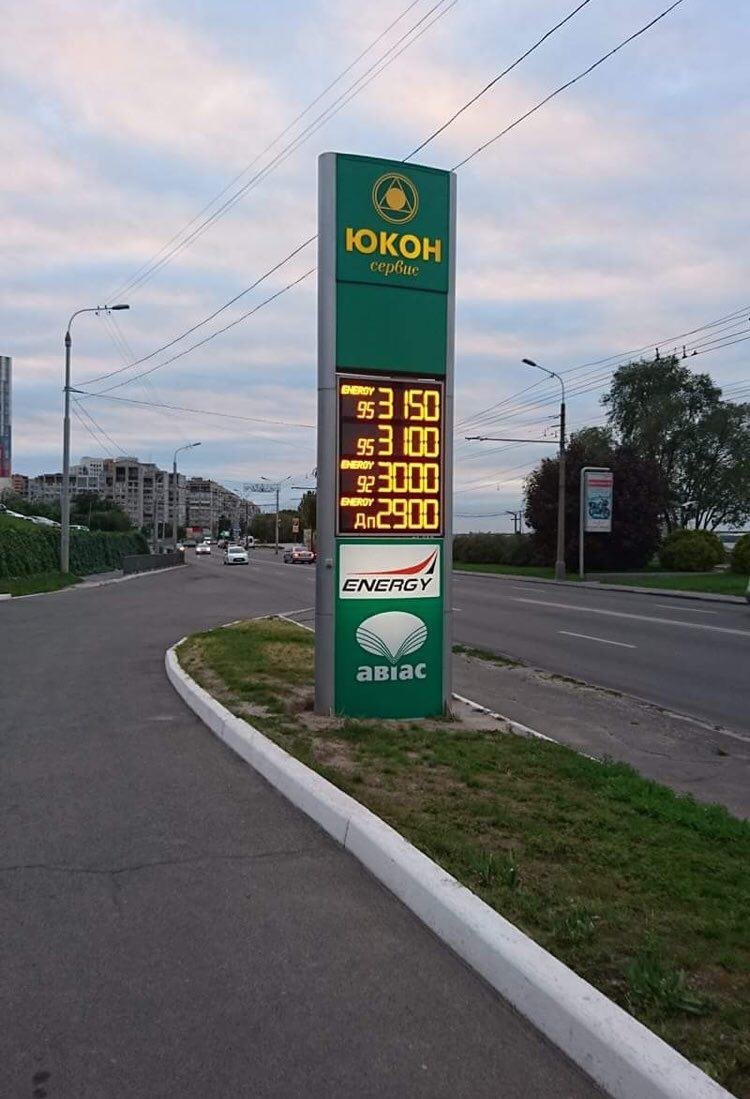 ЮКОН
сервис
ENERGY
95 3150
95 3100
ENERGY
92 3000
ENERGY
Дп 2900
ENERGY
авіас